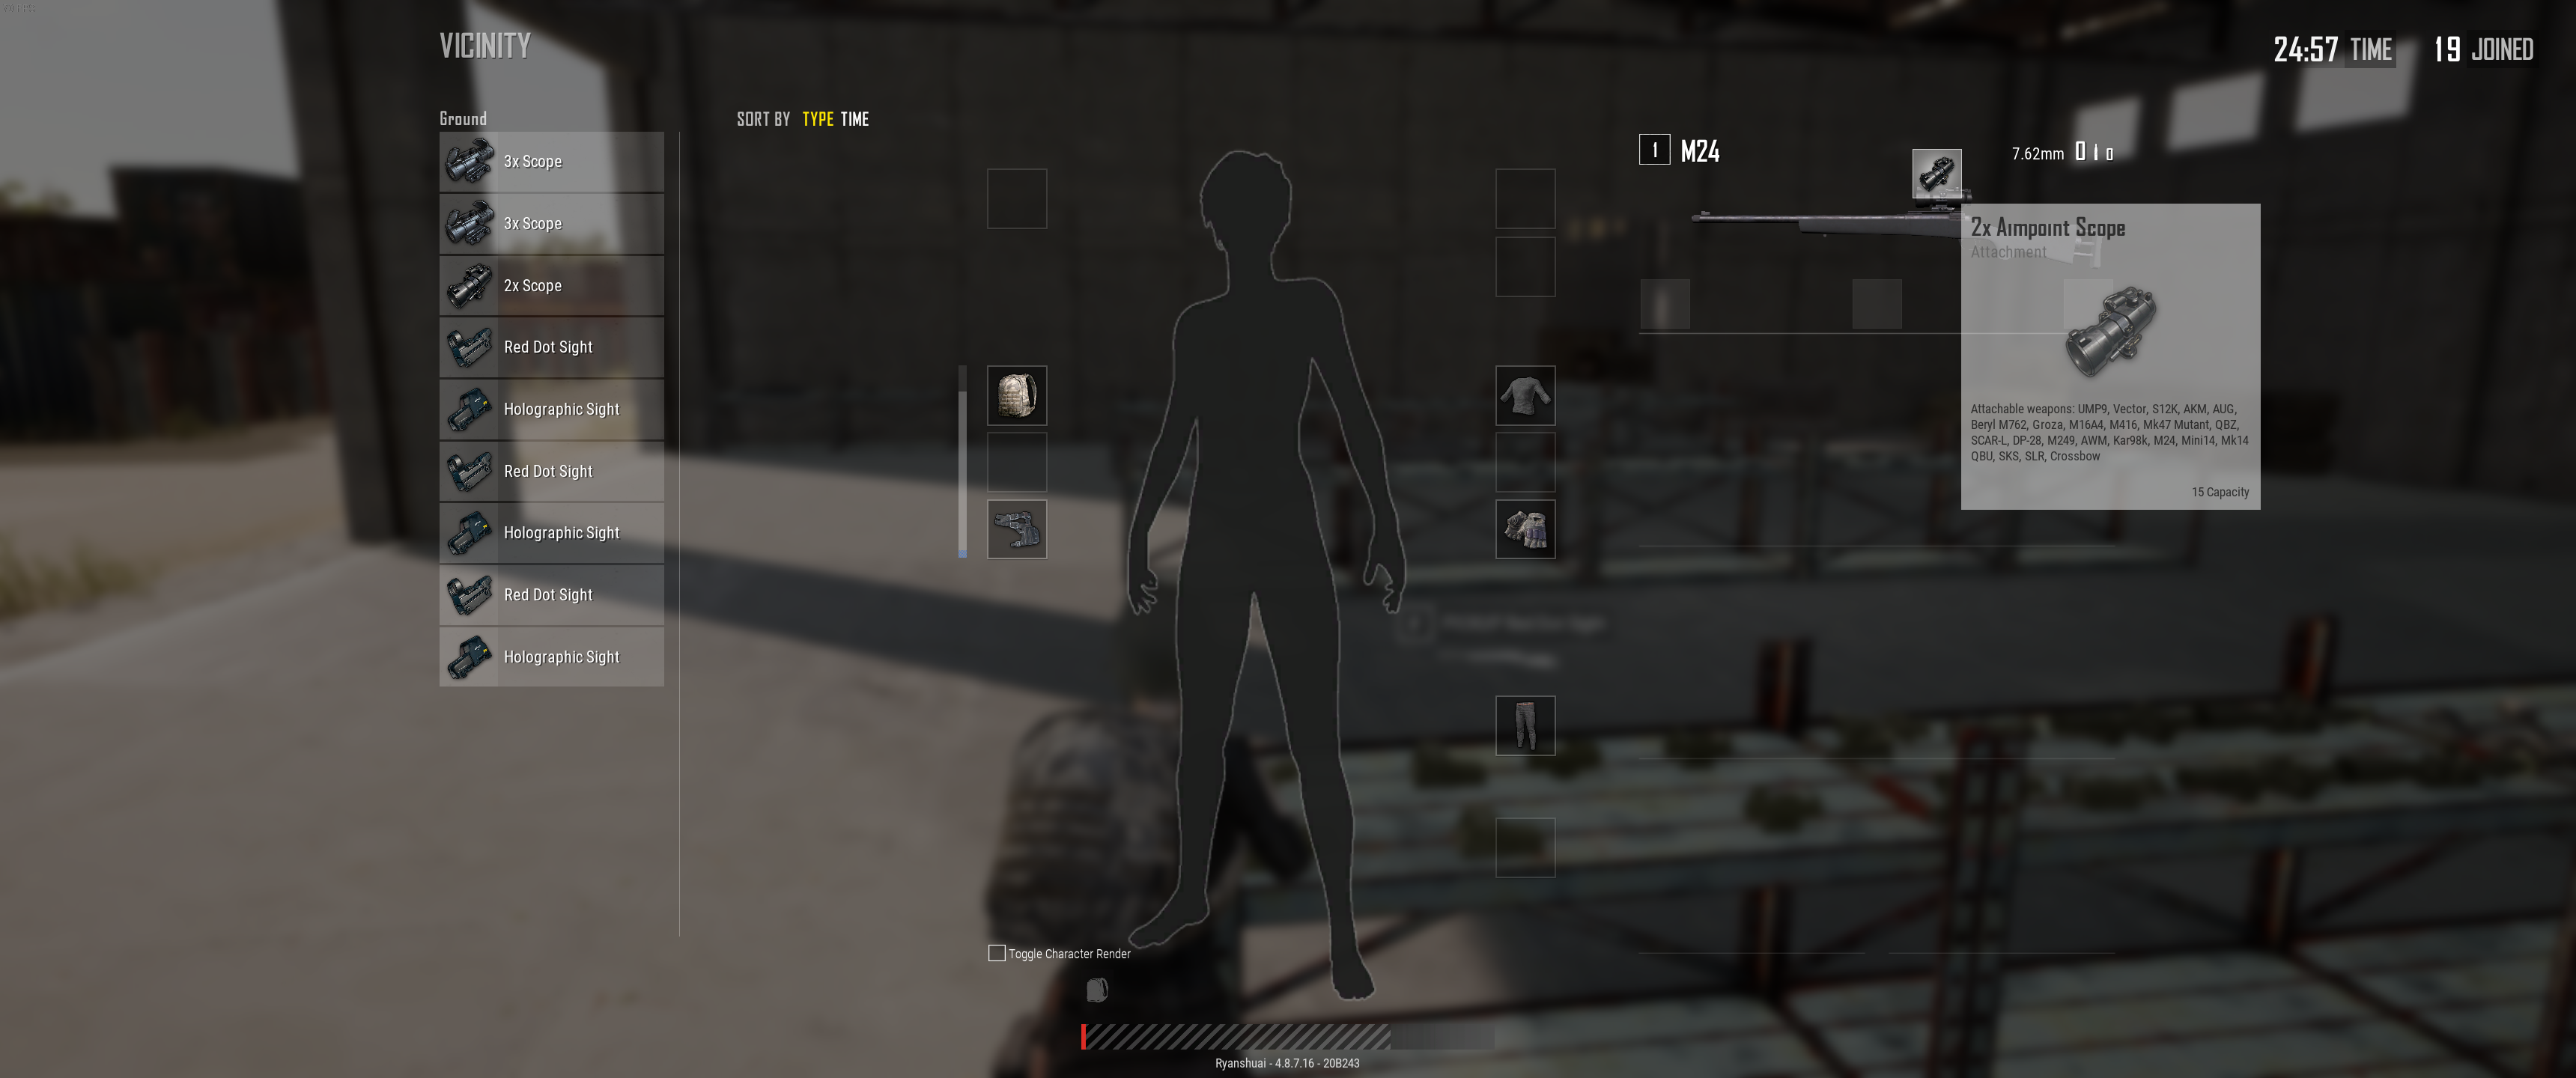 VICINITY
24:57 TIME
19 JOINED
Ground
SORT BY TYPE TIME
3x Scope
3x Scope
2x Scope
Red Dot Sight
Holographic Sight
Red Dot Sight
Holographic Sight
Red Dot Sight
Holographic Sight
1 M24
7.62mm 0 0
2x Aimpoint Scope
Attachment
Attachable weapons: UMP9, Vector, S12K, AKM, AUG,
Beryl M762, Groza, M16A4, M416, Mk47 Mutant, QBZ,
SCAR-L, DP-28, M249, AWM, Kar98k, M24, Mini14, Mk14
QBU, SKS, SLR, Crossbow
15 Capacity
Toggle Character Render
Ryanshuai - 4.8.7.16 - 20B243